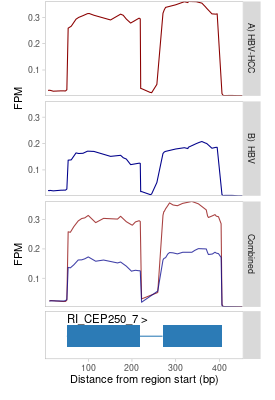 0.3
0.2
0.1
A) HBV-HCC
FPM
0.3
0.2
0.1
B) HBV
0.3
0.2
0.1
FPM
Combined
RI_CEP250_7 >
100
200
300
400
Distance from region start (bp)